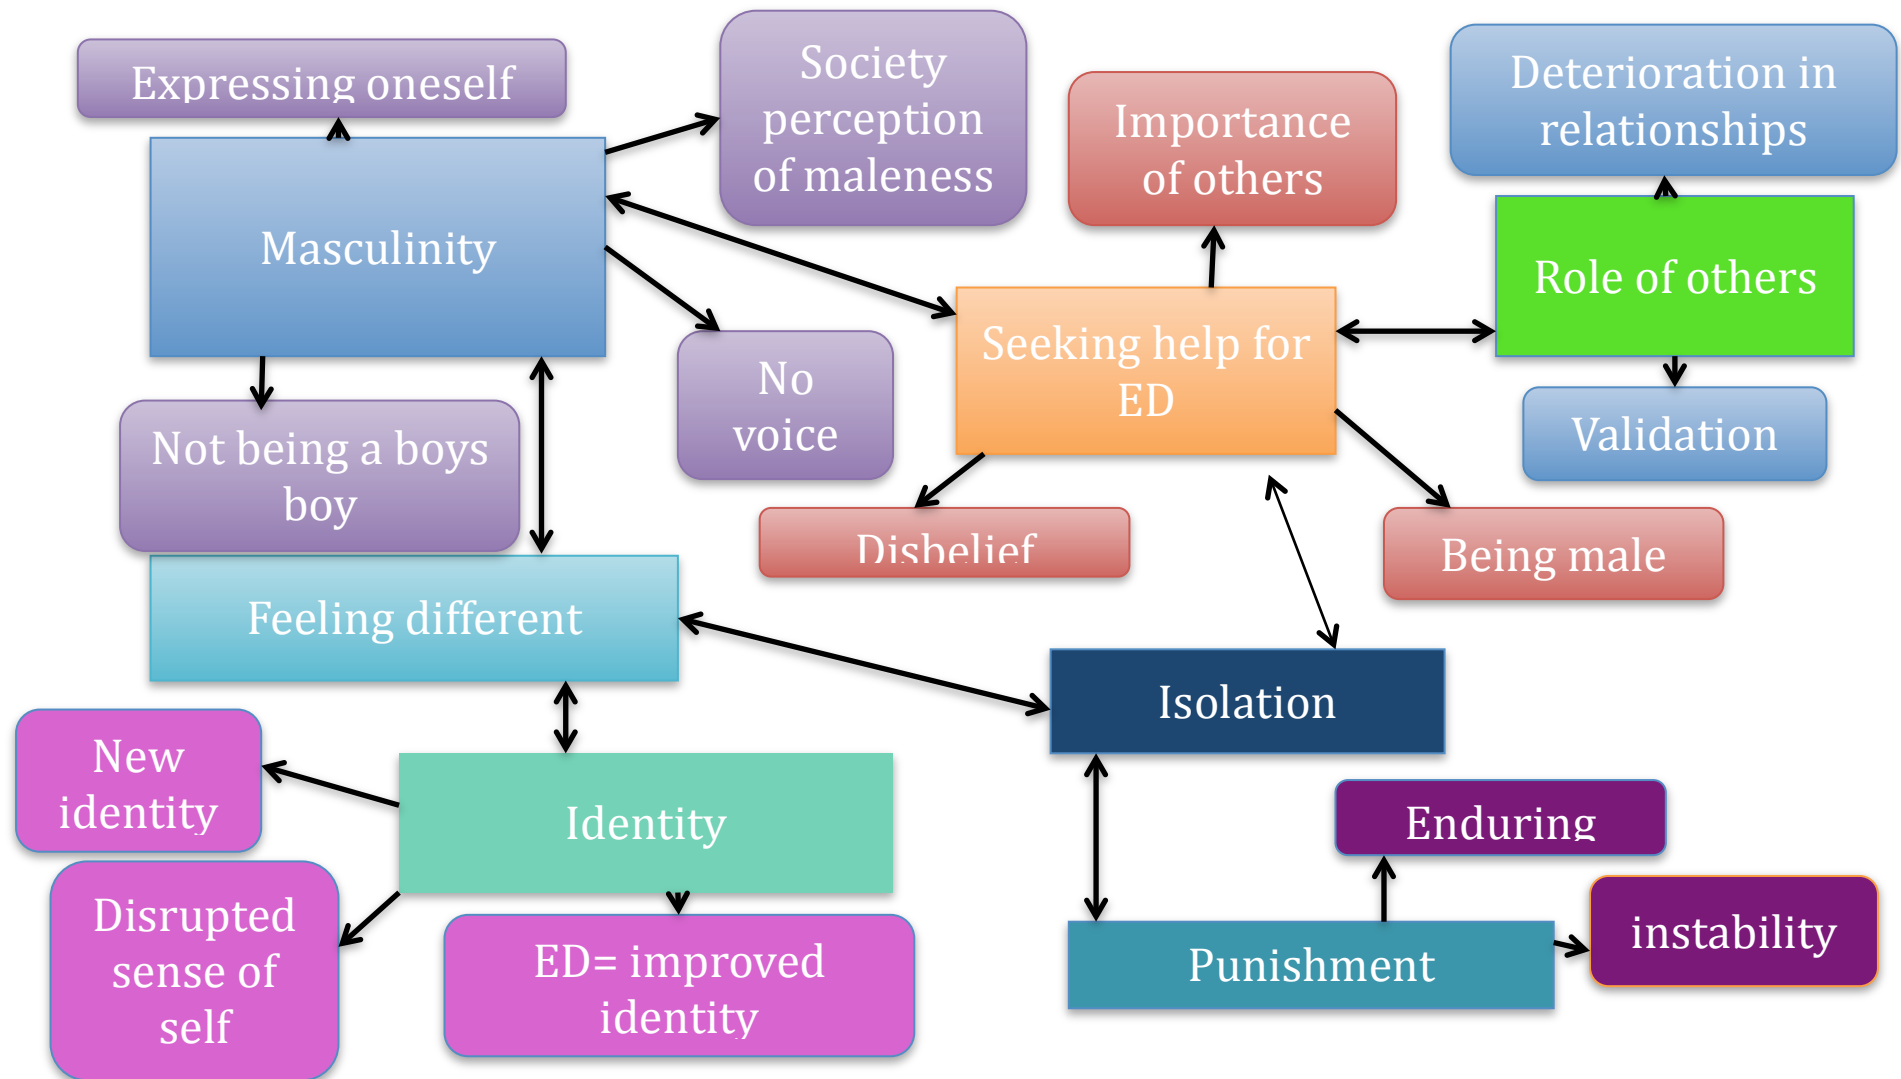 Expressing oneself
Society
perception
of maleness
Importance
of others
Deterioration in
relationships
Masculinity
Role of others
Seeking help for
ED
No
voice
Validation
Not being a boys
boy
Disbelief
Being male
Feeling different
Isolation
New
identity
Identity
Enduring
Disrupted
sense of
self
ED= improved
identity
Punishment
instability